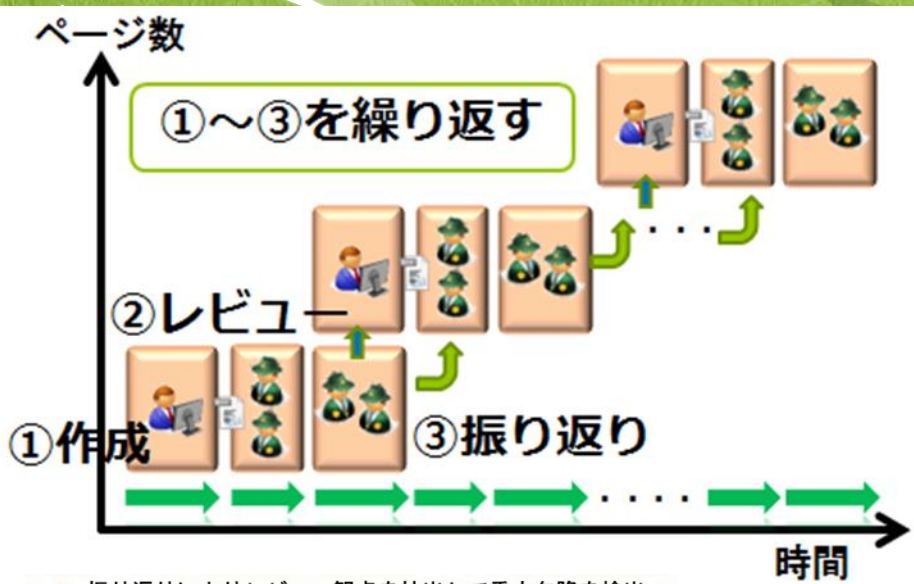 ページ数
①～③を繰り返す
・・・
②レビュー
①作成
③振り返り
・・・・
時間